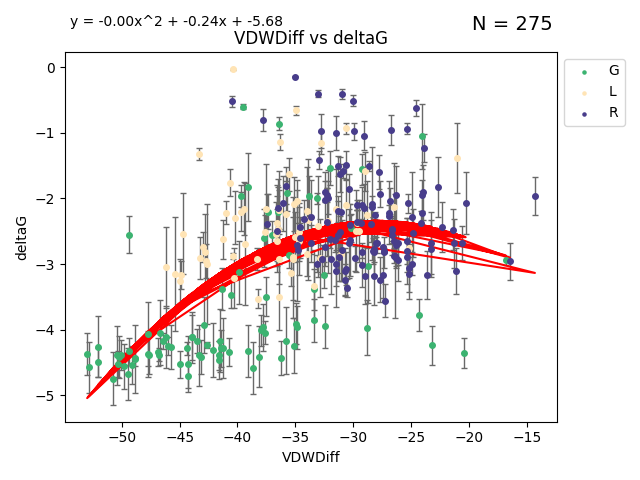 y = -0.00x^2 + -0.24x + -5.68
N = 275
VDWDiff vs deltaG
G
L
R
0
−1
−2
−3
−4
−5
deltaG
−50 −45 −40 −35 −30 −25 −20 −15
VDWDiff